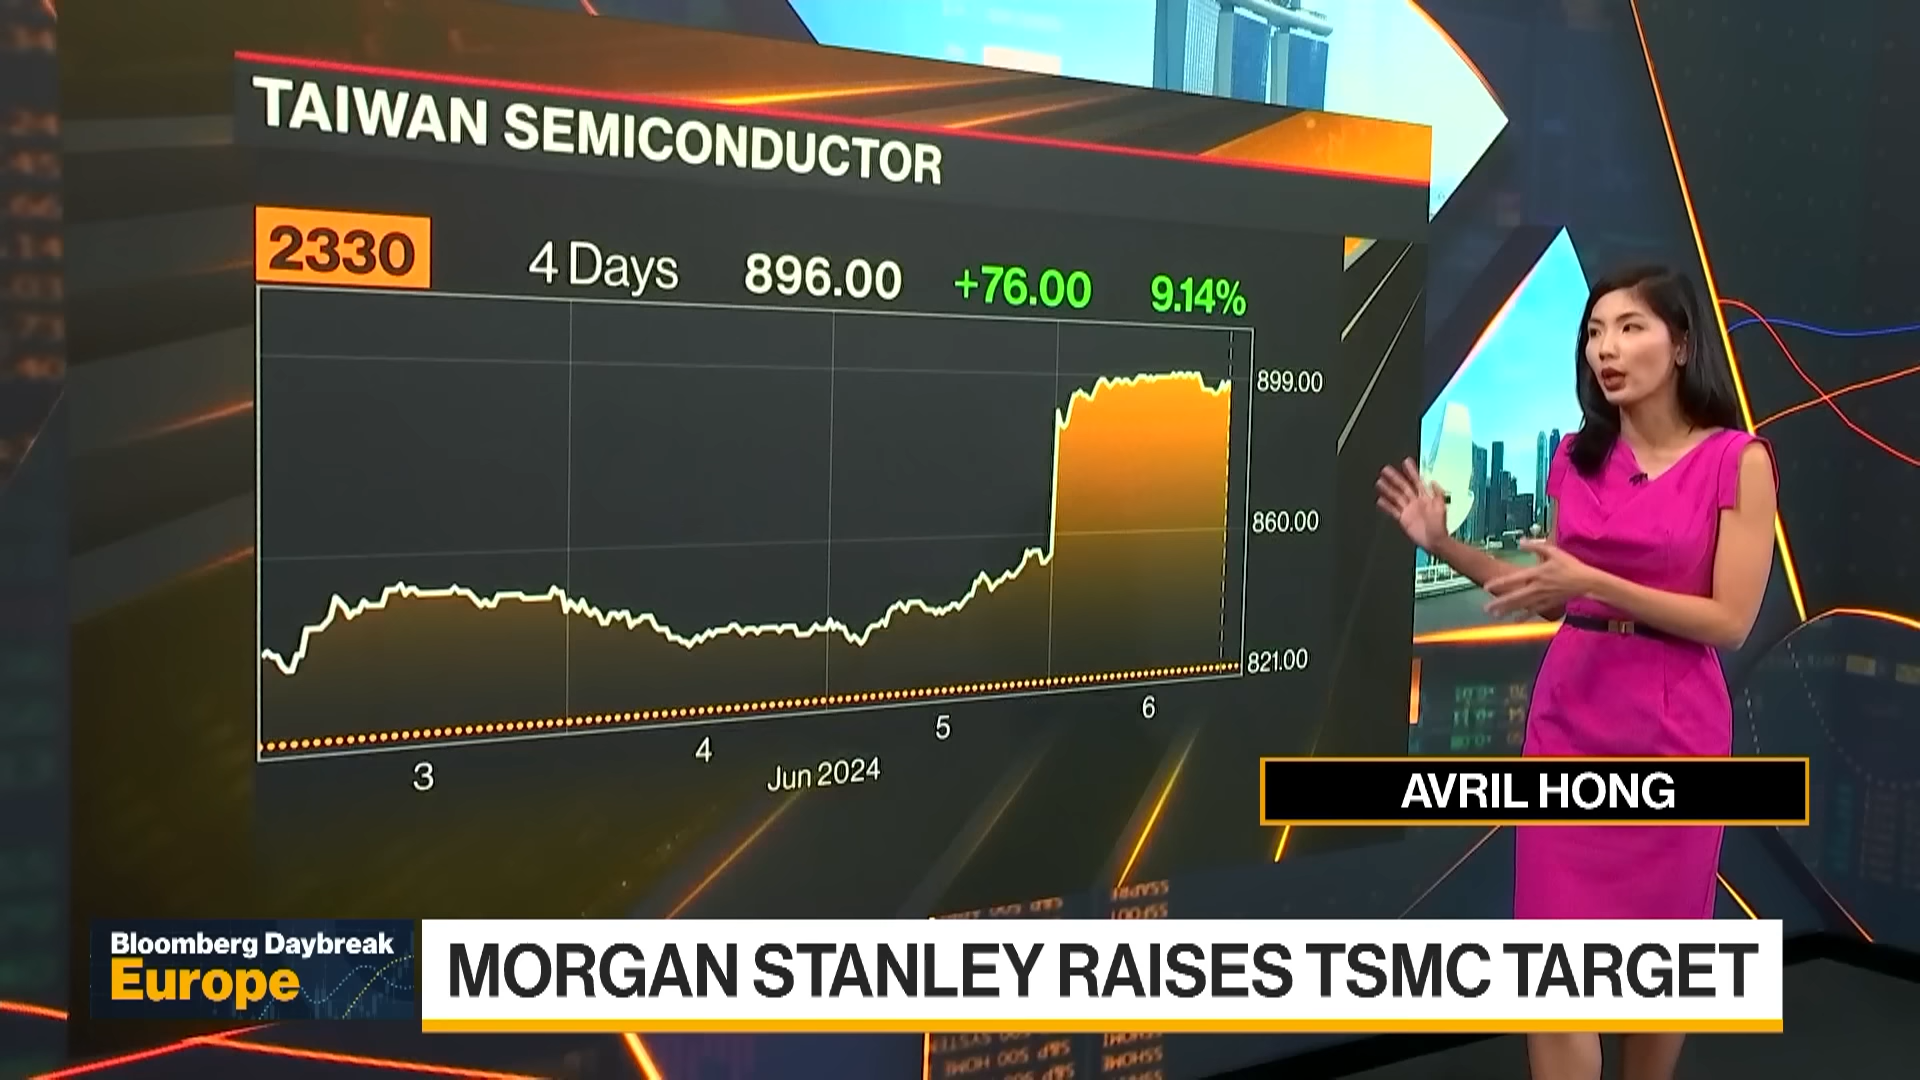 TAIWAN SEMICONDUCTOR
2330 4 Days 896.00 +76.00 9.14%
899.00
860.00
821.00
3 4 5 6
Jun 2024
AVRIL HONG
Bloomberg Daybreak
Europe
MORGAN STANLEY RAISES TSMC TARGET